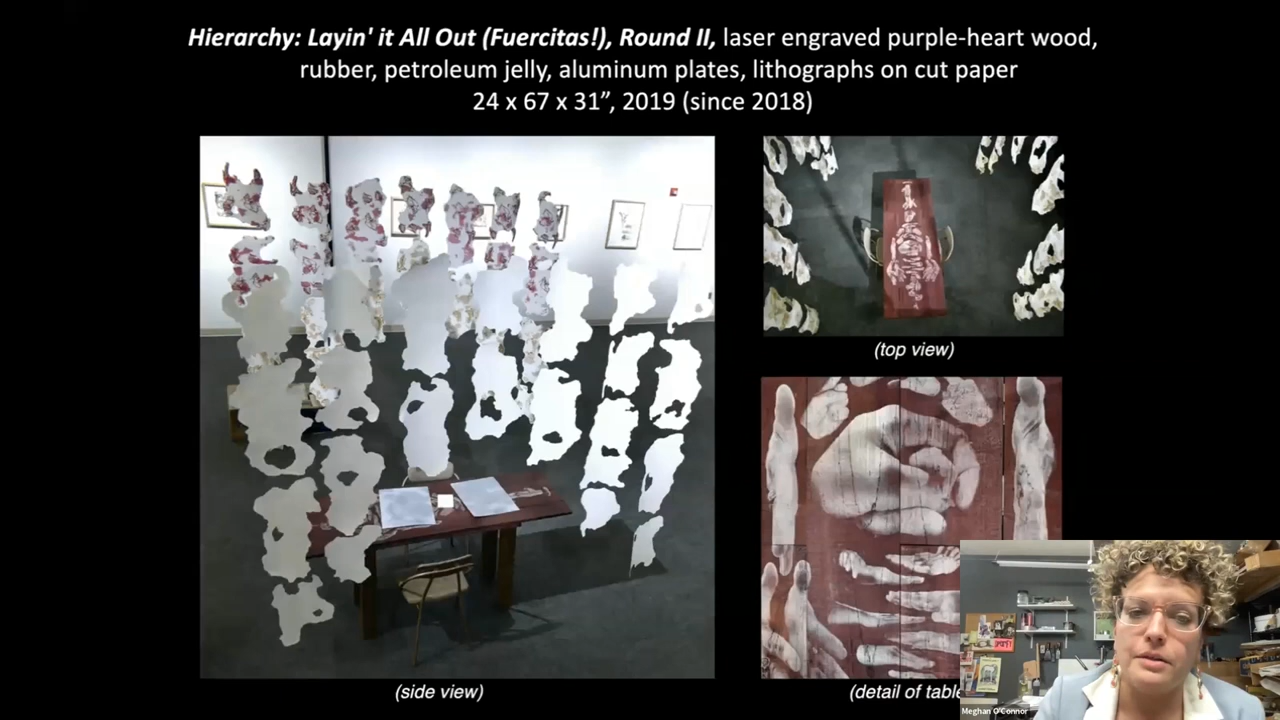 Hierarchy: Layin' it All Out (Fuercitas!), Round II, laser engraved purple-heart wood,
rubber, petroleum jelly, aluminum plates, lithographs on cut paper
24 x 67 x 31”, 2019 (since 2018)
(top view)
(side view)
(detail of table
Meghan O'Connor